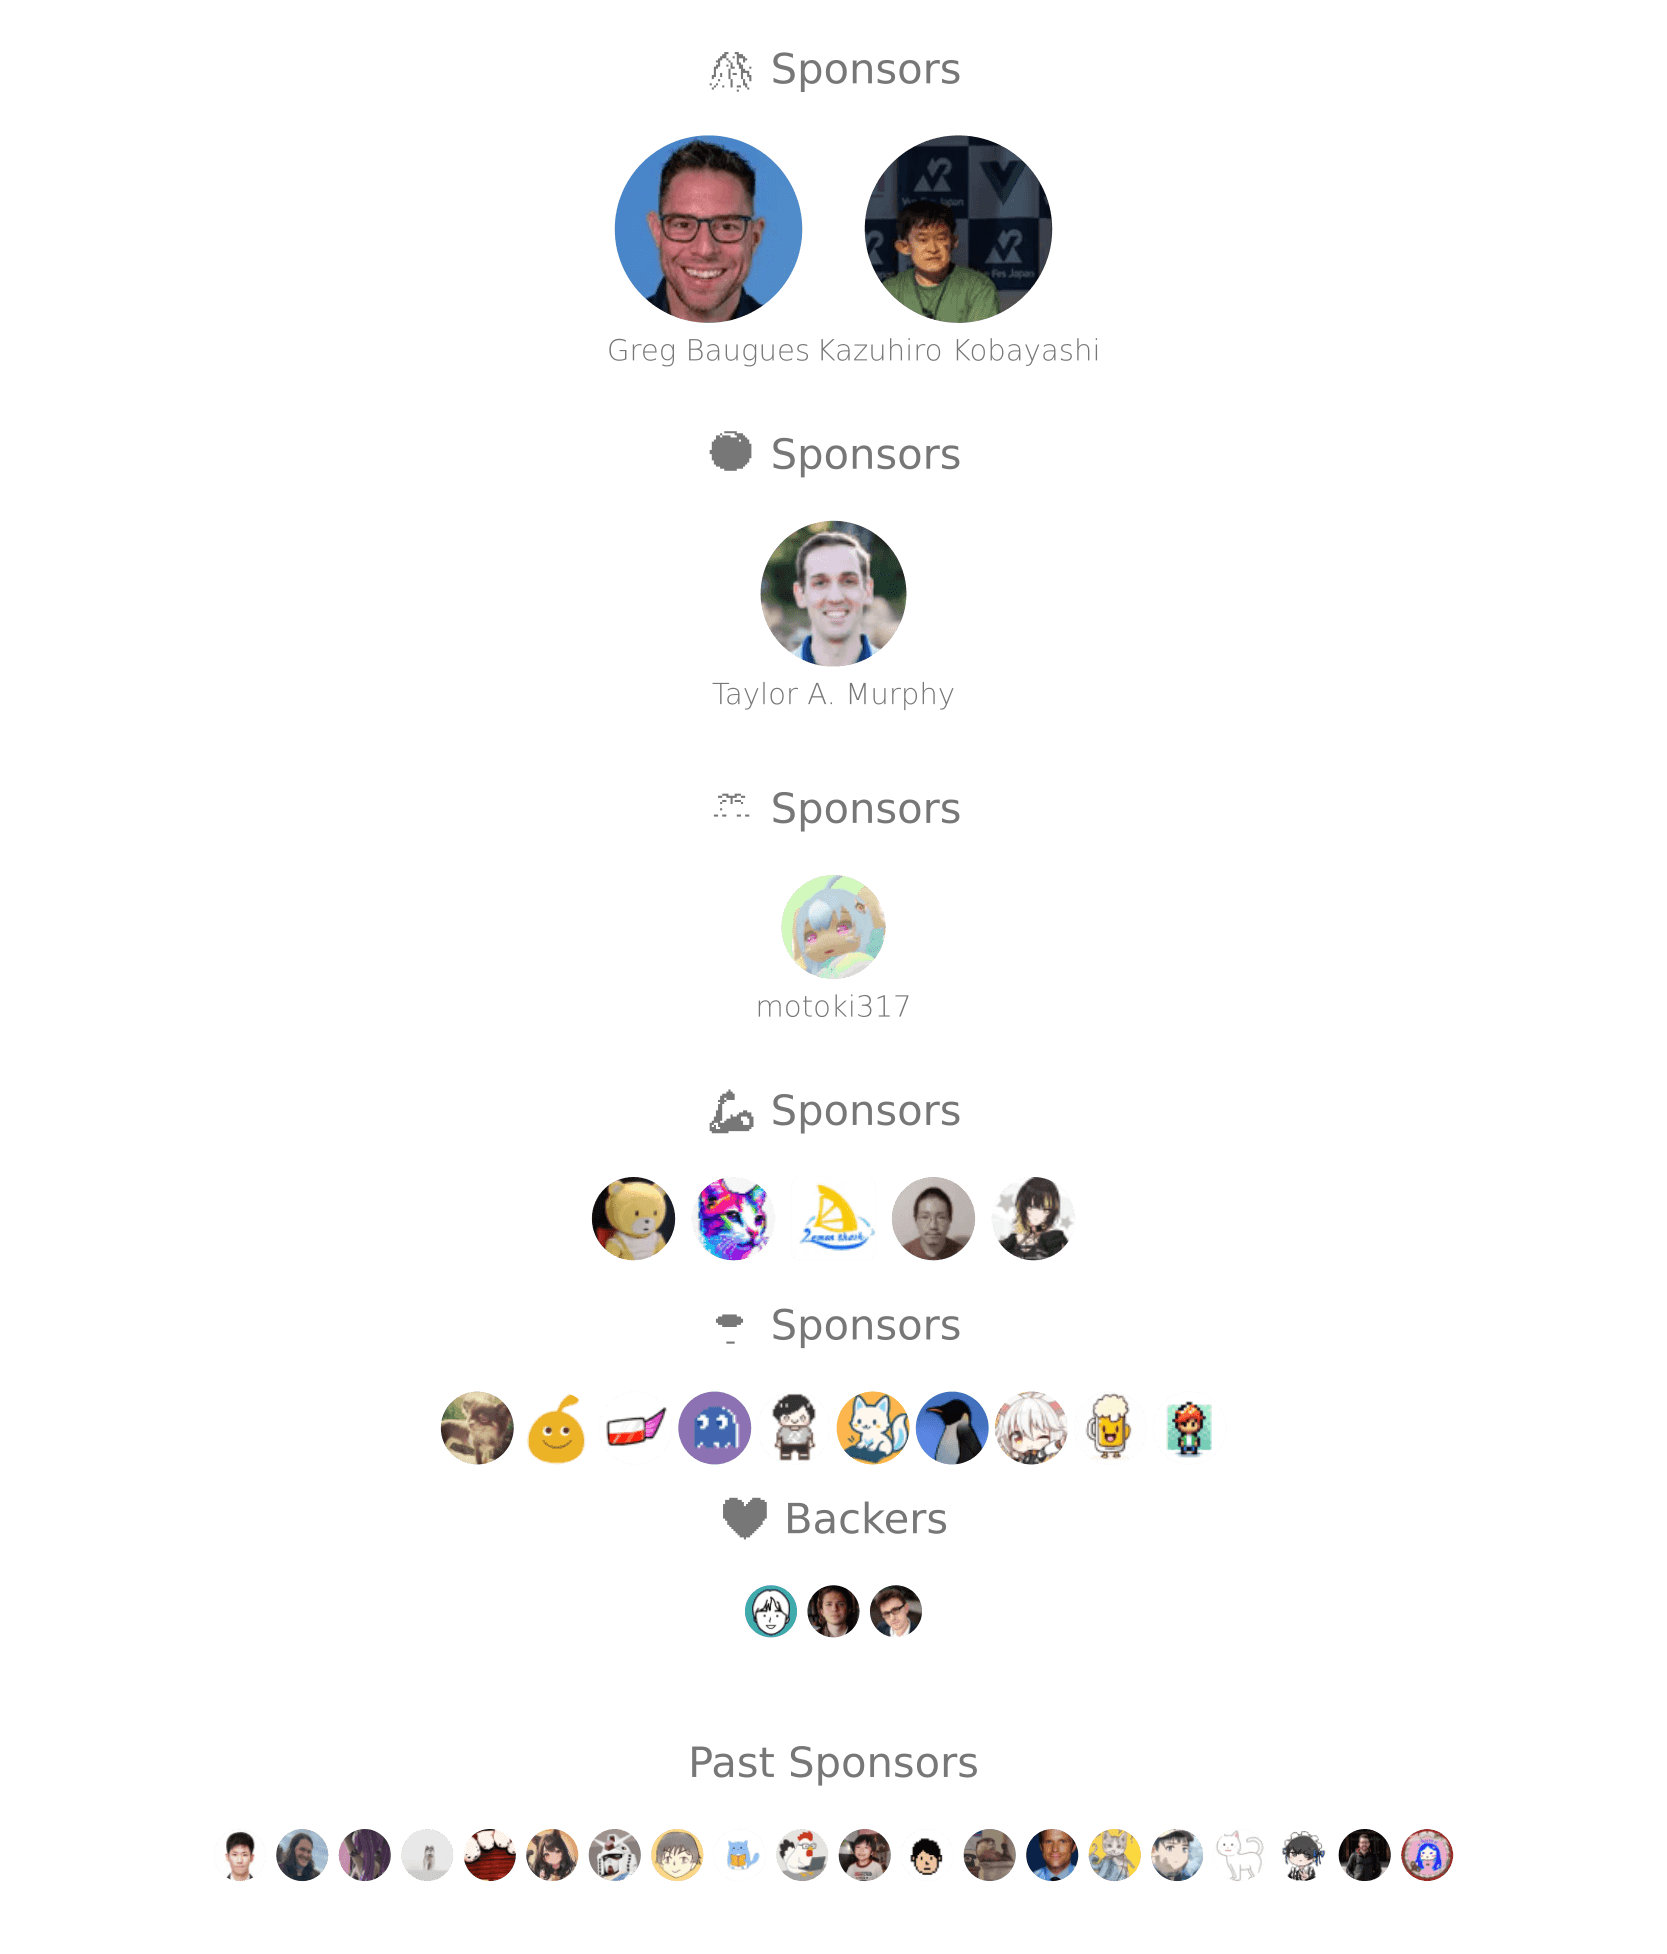 Sponsors
Greg Baugues Kazuhiro Kobayashi
Sponsors
Taylor A. Murphy
Sponsors
motoki317
Sponsors
Sponsors
Backers
Past Sponsors